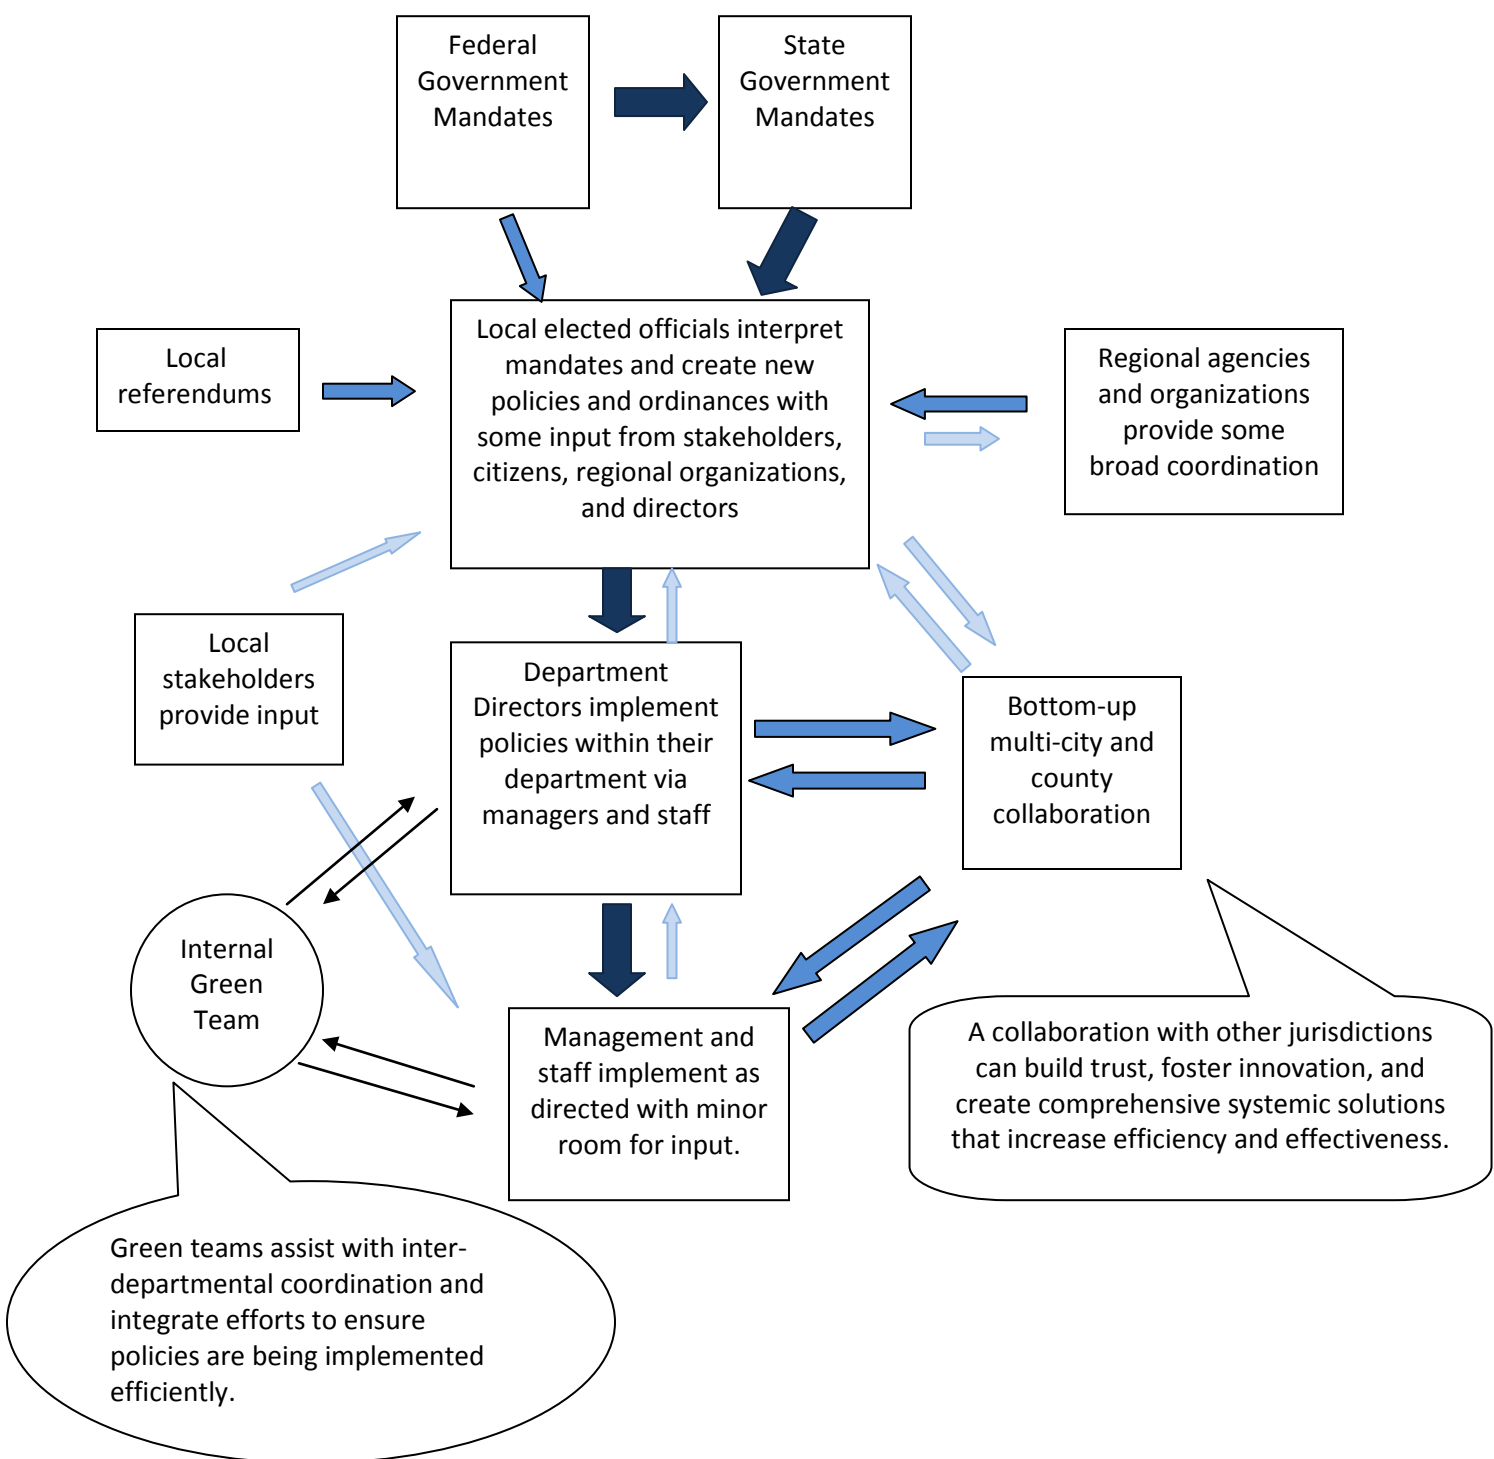 Federal
Government
Mandates
State
Government
Mandates
Local
referendums
Local elected officials interpret
mandates and create new
policies and ordinances with
some input from stakeholders,
citizens, regional organizations,
and directors
Regional agencies
and organizations
provide some
broad coordination
Local
stakeholders
provide input
Department
Directors implement
policies within their
department via
managers and staff
Bottom-up
multi-city and
county
collaboration
Internal
Green
Team
Management and
staff implement as
directed with minor
room for input.
A collaboration with other jurisdictions
can build trust, foster innovation, and
create comprehensive systemic solutions
that increase efficiency and effectiveness.
Green teams assist with inter-
departmental coordination and
integrate efforts to ensure
policies are being implemented
efficiently.